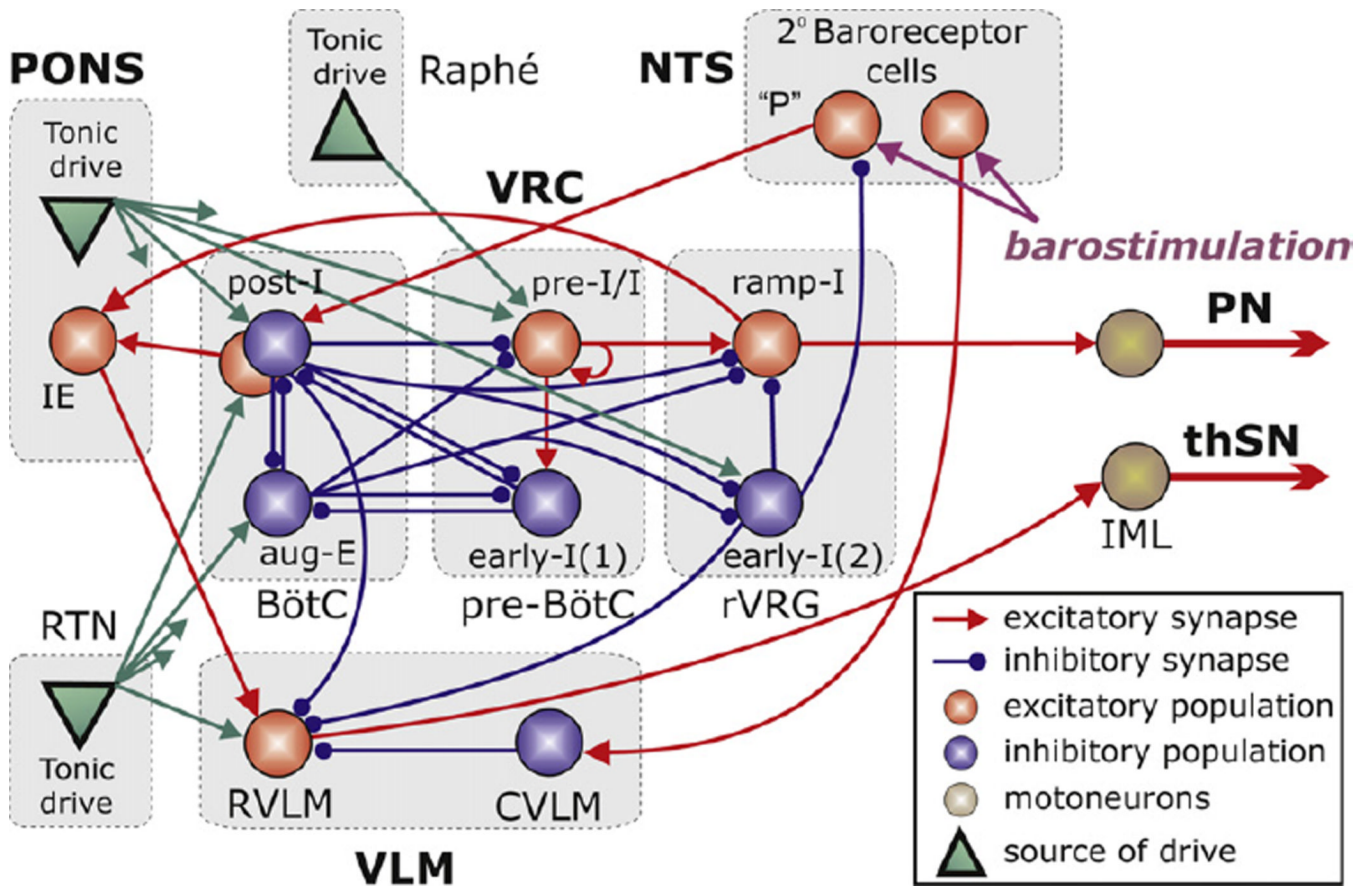 PONS
Tonic
drive
IE
Tonic
drive
Raphé
VRC
NTS
2º Baroreceptor
cells
"P"
barostimulation
post-I
pre-I/I
ramp-I
aug-E
early-I(1)
early-I(2)
BötC
pre-BötC
rVRG
PN
thSN
IML
RTN
Tonic
drive
RVLM
CVLM
VLM
excitatory synapse
inhibitory synapse
excitatory population
inhibitory population
motoneurons
source of drive